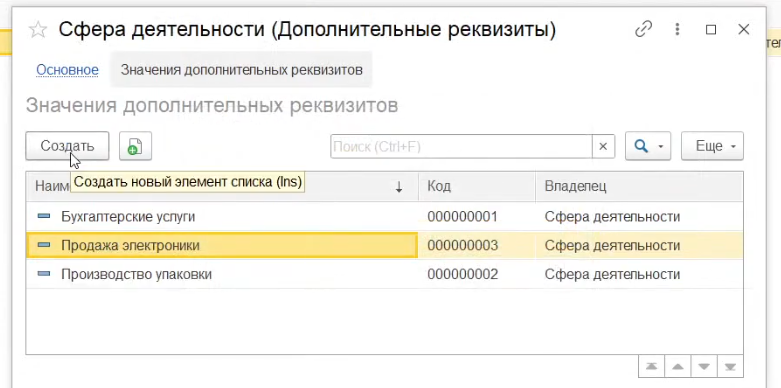 Сфера деятельности (Дополнительные реквизиты)
Основное Значения дополнительных реквизитов
Значения дополнительных реквизитов
Создать Поиск (Ctrl+F) Еще
Создать новый элемент списка (Ins)
Код Владелец
Бухгалтерские услуги 000000001 Сфера деятельности
Продажа электроники 000000003 Сфера деятельности
Производство упаковки 000000002 Сфера деятельности